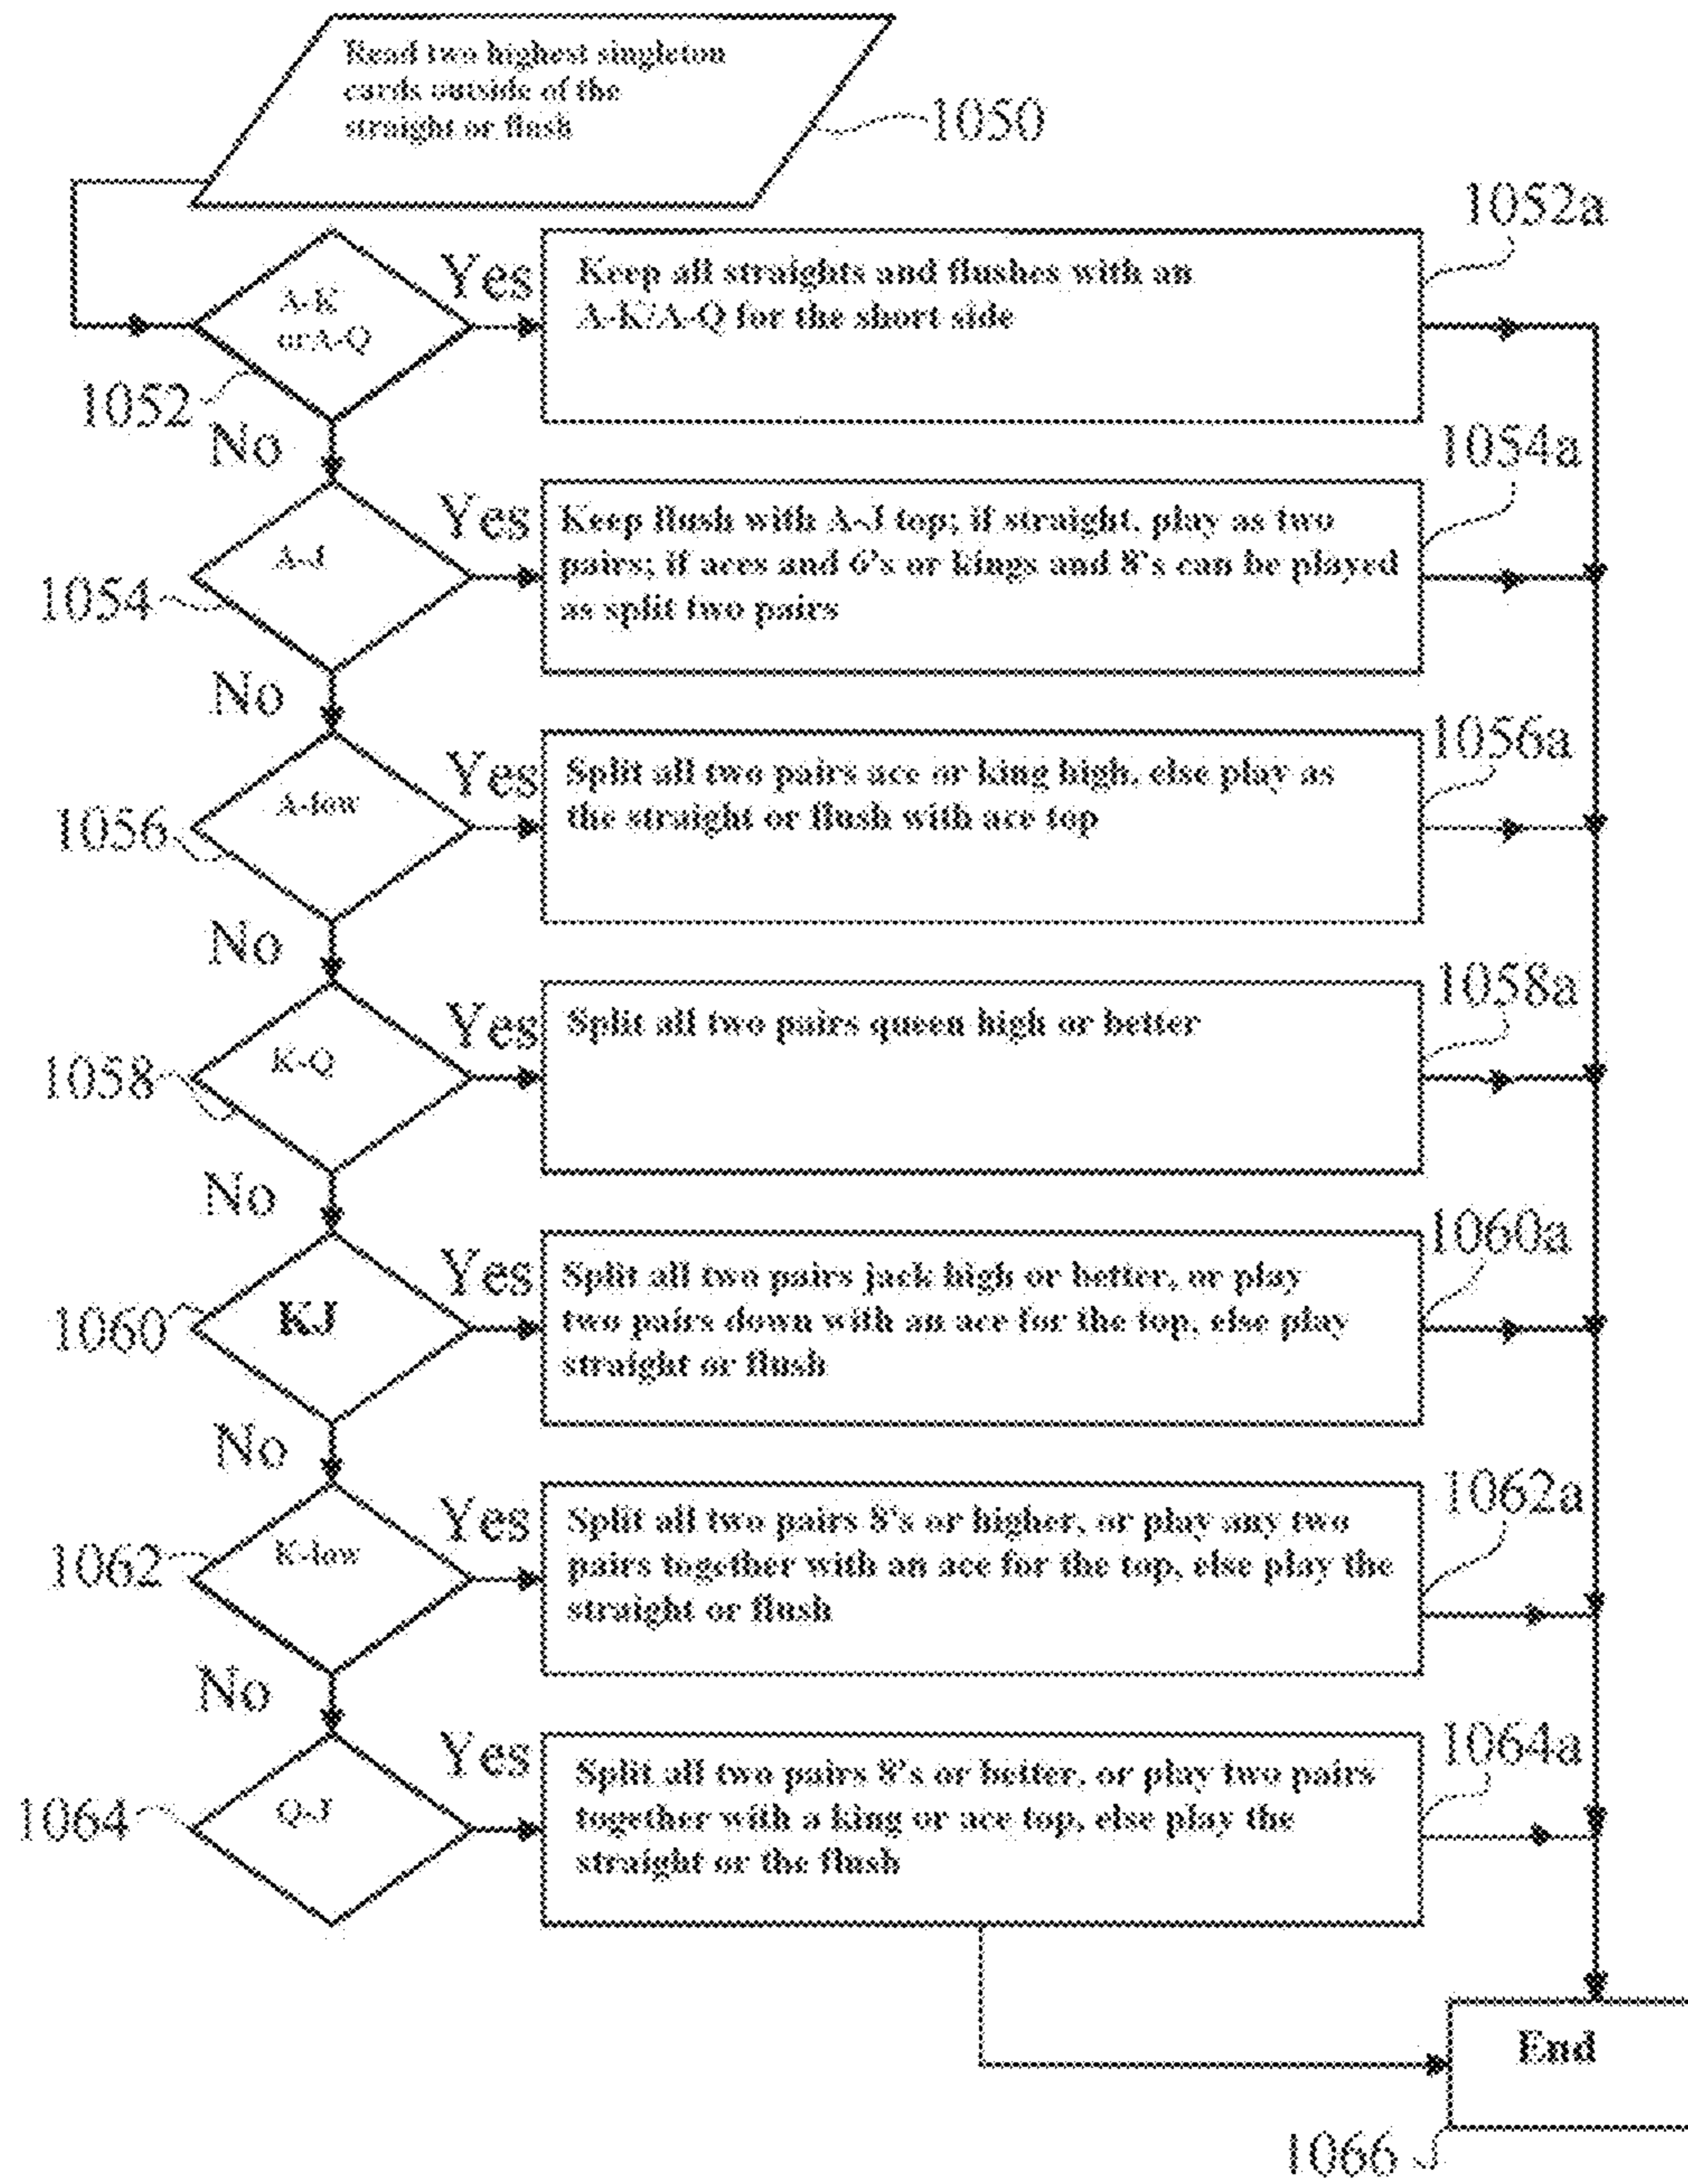 Read two highest singleton
cards outside of the
straight or flush
1050
1052a
A-K
or A-Q
Yes
Keep all straights and flushes with an
A-K/A-Q for the short side
1052
No
1054a
A-J
Yes
Keep flush with A-J top; if straight, play as two
pairs; if aces and 6's or kings and 8's can be played
as split two pairs
1054
No
1056a
A-low
Yes
Split all two pairs ace or king high, else play as
the straight or flush with ace top
1056
No
1058a
K-Q
Yes
Split all two pairs queen high or better
1058
No
1060a
KJ
Yes
Split all two pairs jack high or better, or play
two pairs down with an ace for the top, else play
straight or flush
1060
No
1062a
K-low
Yes
Split all two pairs 8's or higher, or play any two
pairs together with an ace for the top, else play the
straight or flush
1062
No
1064a
Q-J
Yes
Split all two pairs 8's or better, or play two pairs
together with a king or ace top, else play the
straight or the flush
1064
End
1066